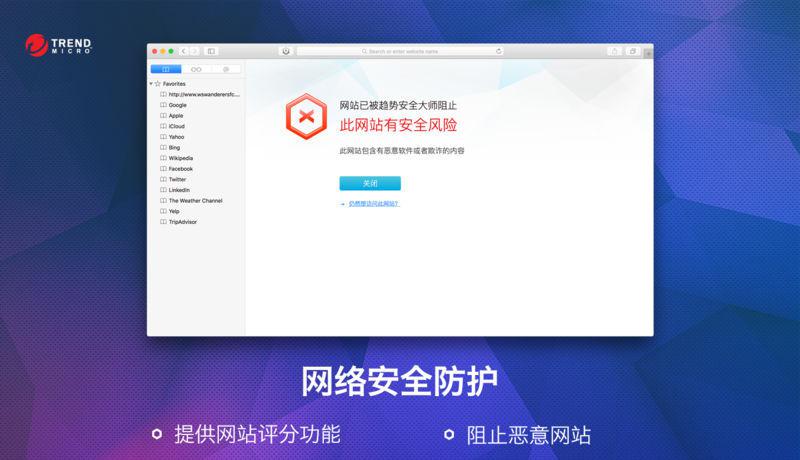 TREND
MICRO
Search or enter website name
Favorites
http://www.wswanderersfc....
Google
Apple
iCloud
Yahoo
Bing
Wikipedia
Facebook
Twitter
LinkedIn
The Weather Channel
Yelp
TripAdvisor
网站已被趋势安全大师阻止
此网站有安全风险
此网站包含有恶意软件或者欺诈的内容
关闭
仍然想访问此网站?
网络安全防护
提供网站评分功能
阻止恶意网站